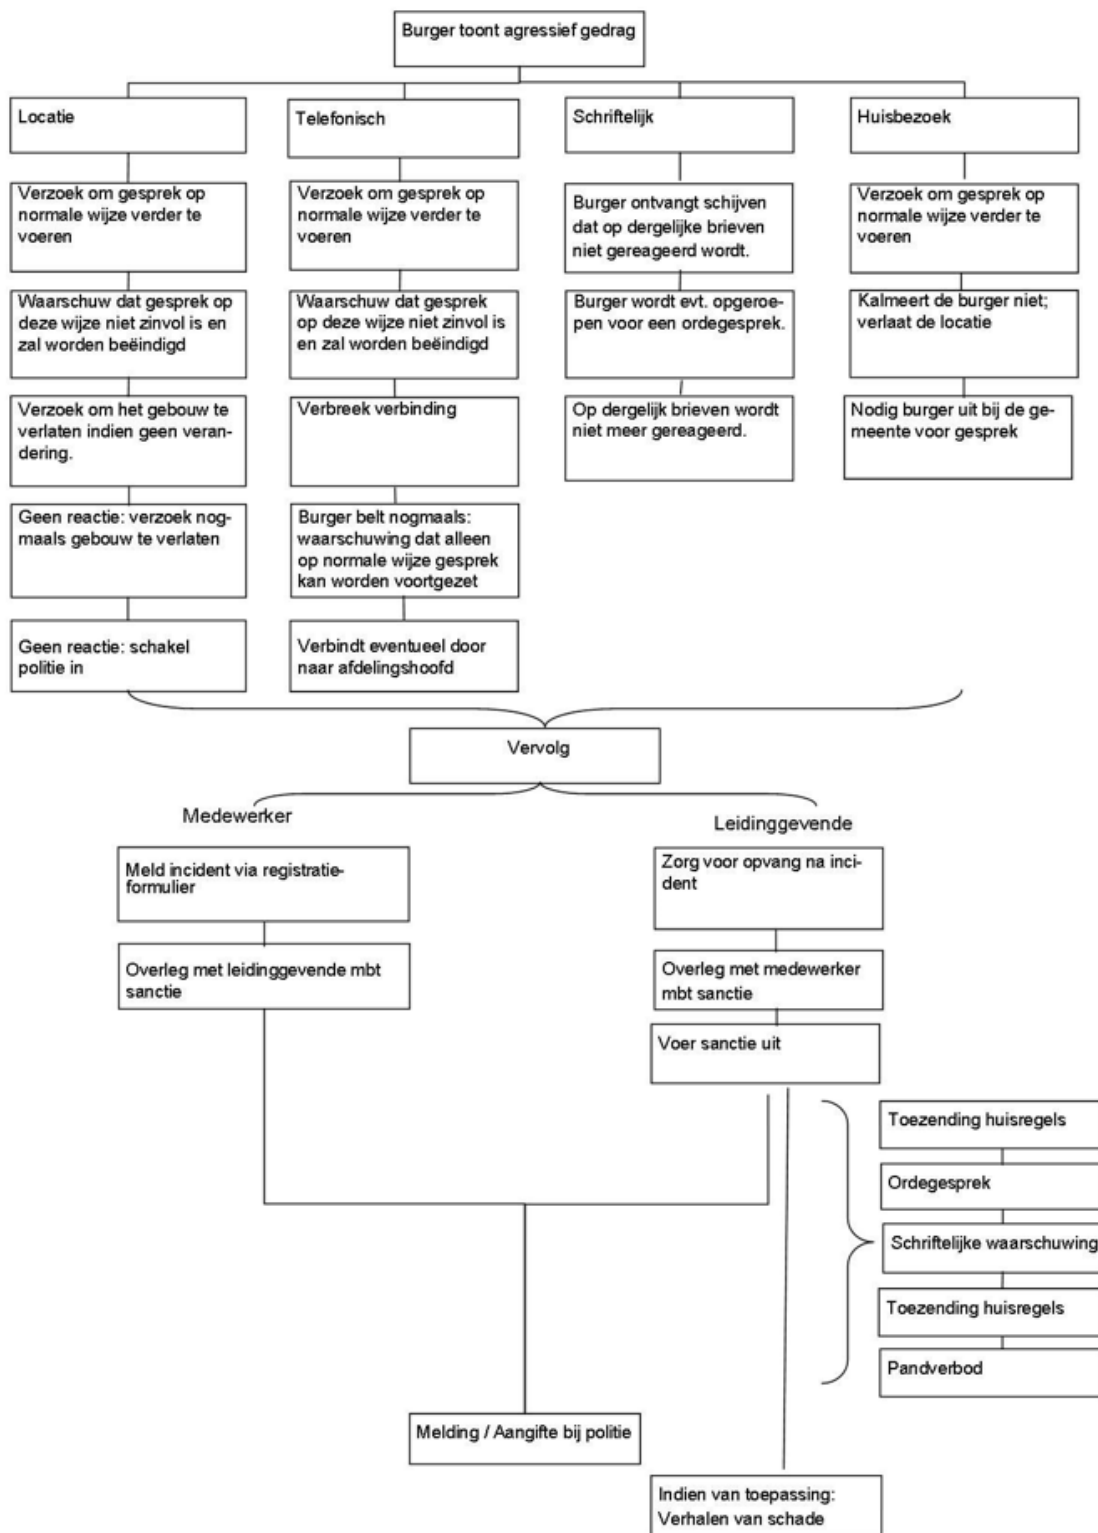 Burger toont agressief gedrag
Locatie
Telefonisch
Schriftelijk
Huisbezoek
Verzoek om gesprek op
normale wijze verder te
voeren
Verzoek om gesprek op
normale wijze verder te
voeren
Burger ontvangt schijven
dat op dergelijke brieven
niet gereageerd wordt.
Verzoek om gesprek op
normale wijze verder te
voeren
Waarschuw dat gesprek op
deze wijze niet zinvol is en
zal worden beëindigd
Waarschuw dat gesprek
op deze wijze niet zinvol is
en zal worden beëindigd
Burger wordt evt. opgeroe-
pen voor een ordegesprek.
Kalmeert de burger niet;
verlaat de locatie
Verzoek om het gebouw te
verlaten indien geen veran-
dering.
Verbreek verbinding
Op dergelijk brieven wordt
niet meer gereageerd.
Nodig burger uit bij de ge-
meente voor gesprek
Geen reactie: verzoek nog-
maals gebouw te verlaten
Burger belt nogmaals:
waarschuwing dat alleen
op normale wijze gesprek
kan worden voortgezet
Geen reactie: schakel
politie in
Verbindt eventueel door
naar afdelingshoofd
Vervolg
Medewerker
Leidinggevende
Meld incident via registratie-
formulier
Zorg voor opvang na inci-
dent
Overleg met leidinggevende mbt
sanctie
Overleg met medewerker
mbt sanctie
Voer sanctie uit
Toezending huisregels
Ordegesprek
Schriftelijke waarschuwing
Toezending huisregels
Pandverbod
Melding / Aangifte bij politie
Indien van toepassing:
Verhalen van schade